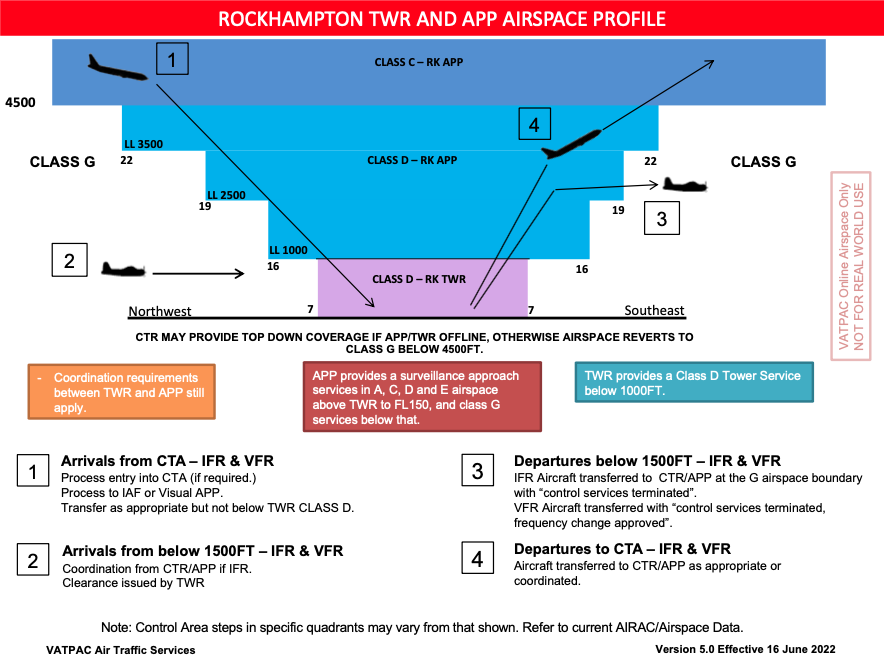 ROCKHAMPTON TWR AND APP AIRSPACE PROFILE
1
CLASS C – RK APP
4500
4
LL 3500
CLASS G
22
CLASS D – RK APP
22
CLASS G
LL 2500
19
19
3
LL 1000
2
16
16
CLASS D – RK TWR
Northwest
7
7
Southeast
VATPAC Online Airspace Only
NOT FOR REAL WORLD USE
CTR MAY PROVIDE TOP DOWN COVERAGE IF APP/TWR OFFLINE, OTHERWISE AIRSPACE REVERTS TO
CLASS G BELOW 4500FT.
- Coordination requirements
between TWR and APP still
apply.
APP provides a surveillance approach
services in A, C, D and E airspace
above TWR to FL150, and class G
services below that.
TWR provides a Class D Tower Service
below 1000FT.
1
Arrivals from CTA – IFR & VFR
Process entry into CTA (if required.)
Process to IAF or Visual APP.
Transfer as appropriate but not below TWR CLASS D.
2
Arrivals from below 1500FT – IFR & VFR
Coordination from CTR/APP if IFR.
Clearance issued by TWR
3
Departures below 1500FT – IFR & VFR
IFR Aircraft transferred to CTR/APP at the G airspace boundary
with “control services terminated”.
VFR Aircraft transferred with “control services terminated,
frequency change approved”.
4
Departures to CTA – IFR & VFR
Aircraft transferred to CTR/APP as appropriate or
coordinated.
Note: Control Area steps in specific quadrants may vary from that shown. Refer to current AIRAC/Airspace Data.
VATPAC Air Traffic Services
Version 5.0 Effective 16 June 2022